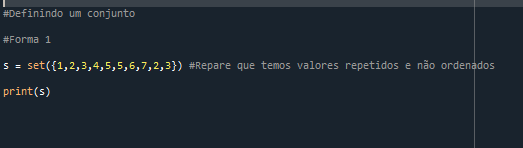 #Definindo um conjunto
#Forma 1
s = set({1,2,3,4,5,5,6,7,2,3}) #Repare que temos valores repetidos e não ordenados
print(s)